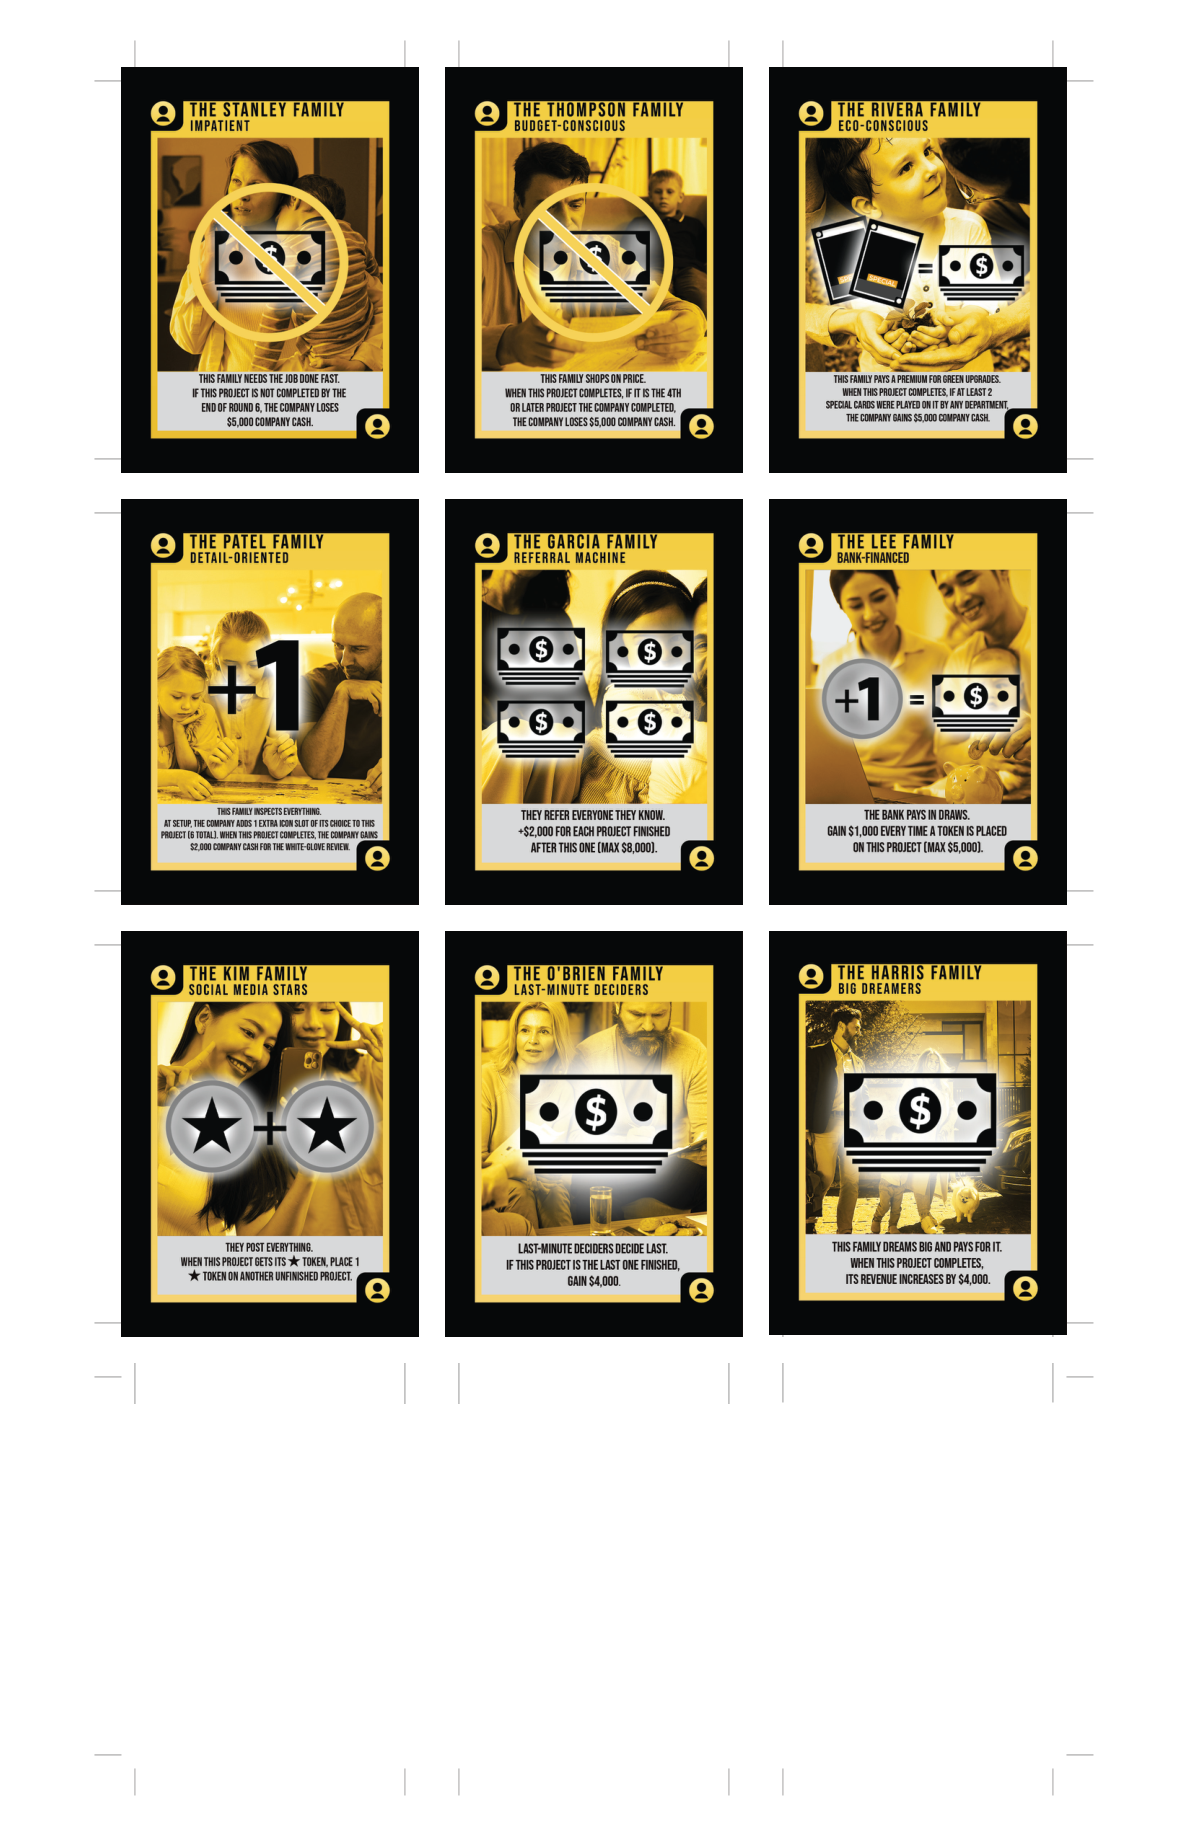 THE STANLEY FAMILY
IMPATIENT
$
THIS FAMILY NEEDS THE JOB DONE FAST.
IF THIS PROJECT IS NOT COMPLETED BY THE
END OF ROUND 6, THE COMPANY LOSES
$5,000 COMPANY CASH.
THE THOMPSON FAMILY
BUDGET-CONSCIOUS
$
THIS FAMILY SHOPS ON PRICE.
WHEN THIS PROJECT COMPLETES, IF IT IS THE 4TH
OR LATER PROJECT THE COMPANY COMPLETED,
THE COMPANY LOSES $5,000 COMPANY CASH.
THE RIVERA FAMILY
ECO-CONSCIOUS
SPECIAL
= $
THIS FAMILY PAYS A PREMIUM FOR GREEN UPGRADES.
WHEN THIS PROJECT COMPLETES, IF AT LEAST 2
SPECIAL CARDS WERE PLAYED ON IT BY ANY DEPARTMENT,
THE COMPANY GAINS $5,000 COMPANY CASH.
THE PATEL FAMILY
DETAIL-ORIENTED
+1
THIS FAMILY INSPECTS EVERYTHING.
AT SETUP, THE COMPANY ADDS 1 EXTRA ICON SLOT OF ITS CHOICE TO THIS
PROJECT (6 TOTAL). WHEN THIS PROJECT COMPLETES, THE COMPANY GAINS
$2,000 COMPANY CASH FOR THE WHITE-GLOVE REVIEW.
THE GARCIA FAMILY
REFERRAL MACHINE
$ $
$ $
THEY REFER EVERYONE THEY KNOW.
+$2,000 FOR EACH PROJECT FINISHED
AFTER THIS ONE (MAX $8,000).
THE LEE FAMILY
BANK-FINANCED
+1 = $
THE BANK PAYS IN DRAWS.
GAIN $1,000 EVERY TIME A TOKEN IS PLACED
ON THIS PROJECT (MAX $5,000).
THE KIM FAMILY
SOCIAL MEDIA STARS
★ + ★
THEY POST EVERYTHING.
WHEN THIS PROJECT GETS ITS ★ TOKEN, PLACE 1
★ TOKEN ON ANOTHER UNFINISHED PROJECT.
THE O'BRIEN FAMILY
LAST-MINUTE DECIDERS
$
LAST-MINUTE DECIDERS DECIDE LAST.
IF THIS PROJECT IS THE LAST ONE FINISHED,
GAIN $4,000.
THE HARRIS FAMILY
BIG DREAMERS
$
THIS FAMILY DREAMS BIG AND PAYS FOR IT.
WHEN THIS PROJECT COMPLETES,
ITS REVENUE INCREASES BY $4,000.